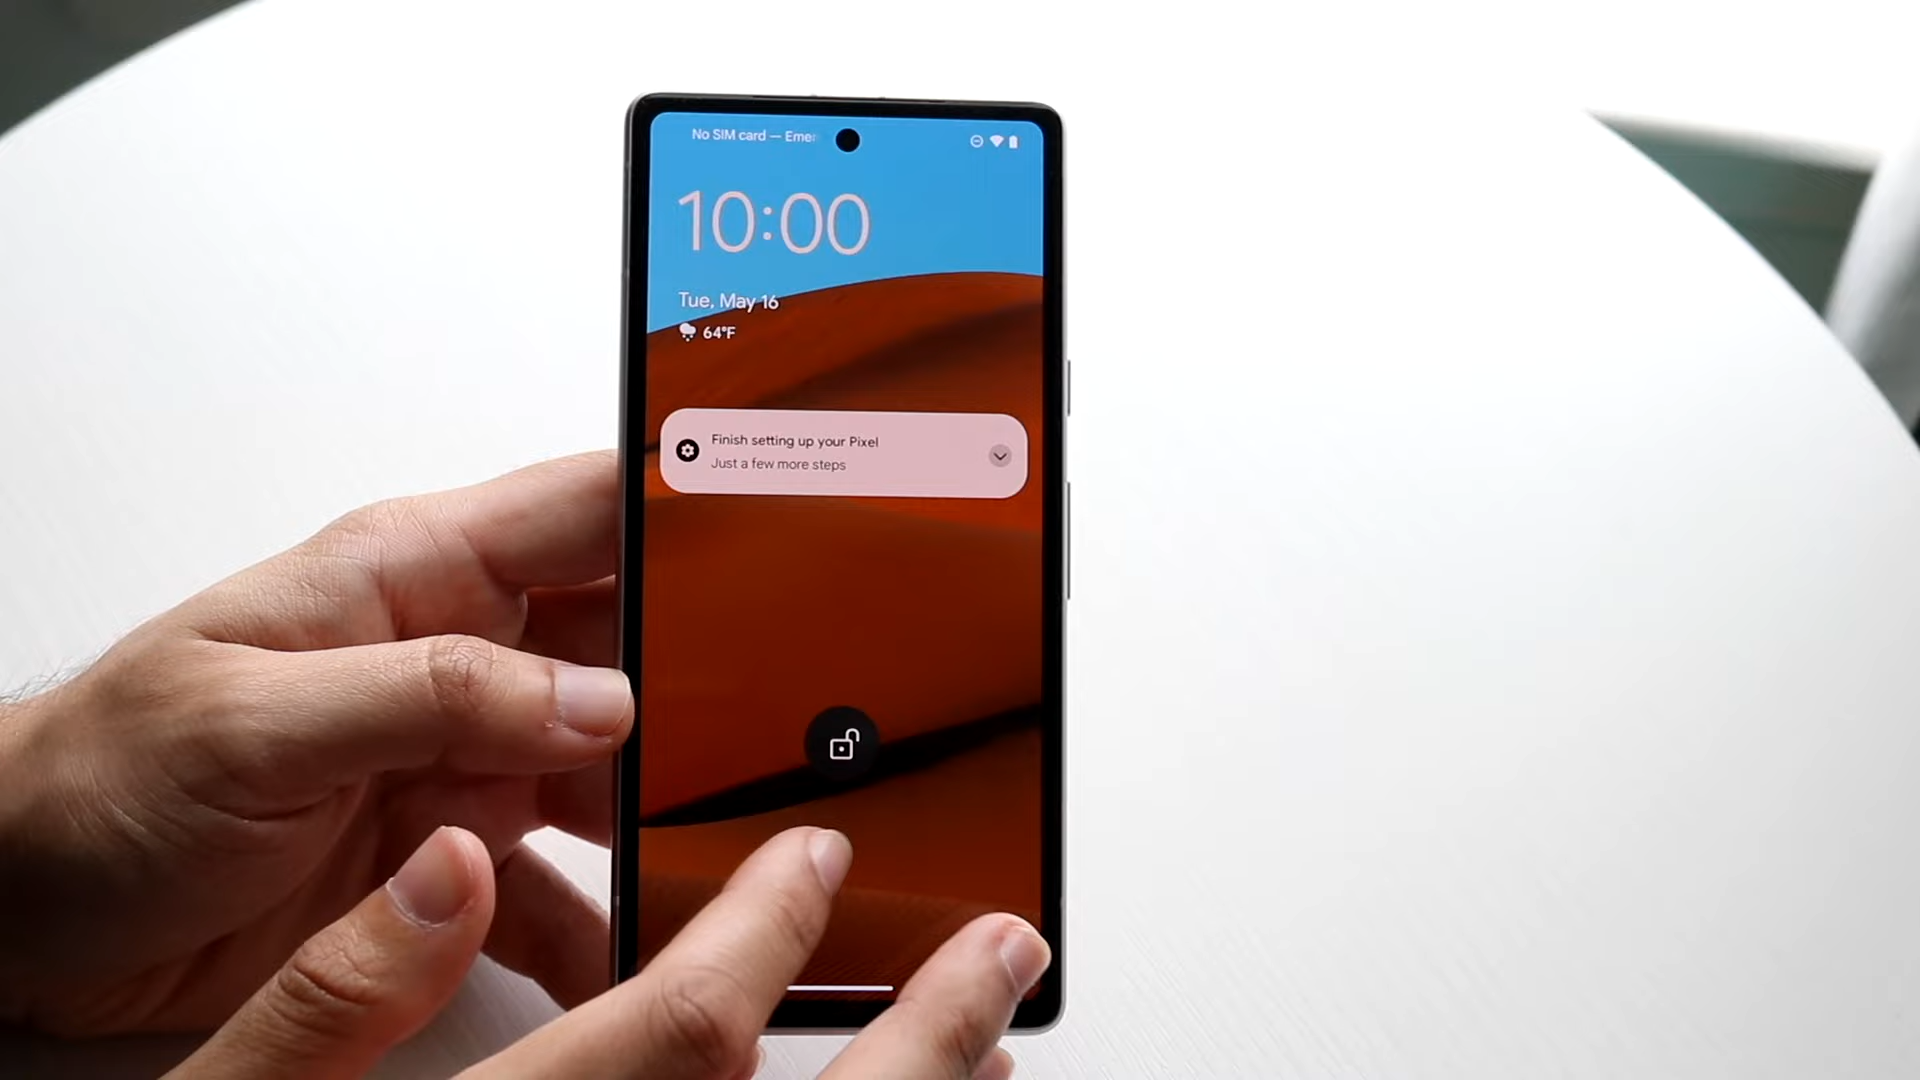 No SIM card — Emer
10:00
Tue, May 16
64°F
Finish setting up your Pixel
Just a few more steps